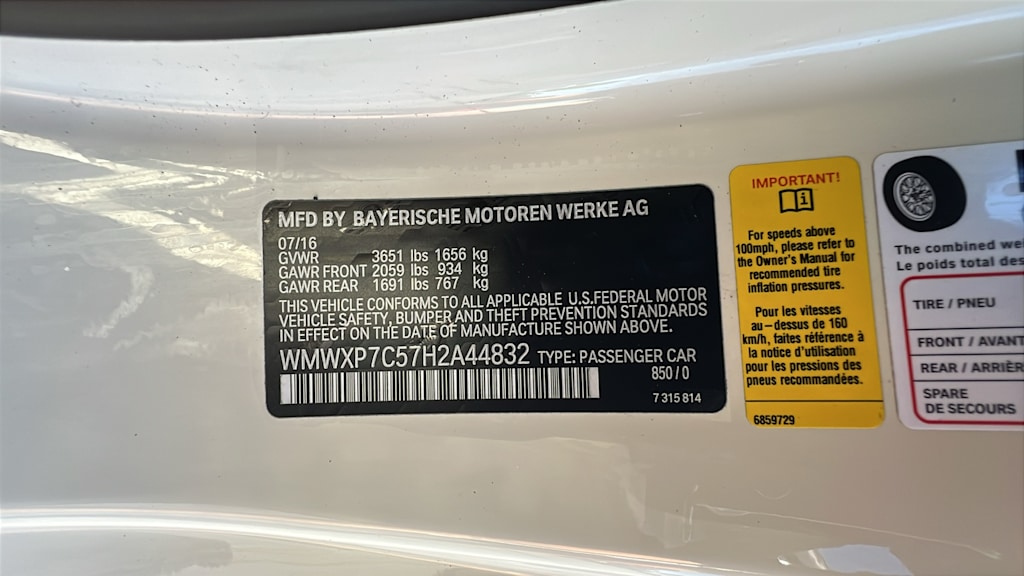 MFD BY BAYERISCHE MOTOREN WERKE AG
07/16
GVWR 3651 lbs 1656 kg
GAWR FRONT 2059 lbs 934 kg
GAWR REAR 1691 lbs 767 kg
THIS VEHICLE CONFORMS TO ALL APPLICABLE U.S.FEDERAL MOTOR
VEHICLE SAFETY, BUMPER AND THEFT PREVENTION STANDARDS
IN EFFECT ON THE DATE OF MANUFACTURE SHOWN ABOVE.
WMWXP7C57H2A44832 TYPE: PASSENGER CAR
850/0
7 315 814
IMPORTANT!
For speeds above
100mph, please refer to
the Owner's Manual for
recommended tire
inflation pressures.
Pour les vitesses
au-dessus de 160
km/h, faites référence à
la notice d'utilisation
pour les pressions des
pneus recommandées.
6859729
The combined
Le poids total des
TIRE / PNEU
FRONT / AVANT
REAR /
SPARE
DE SECOURS